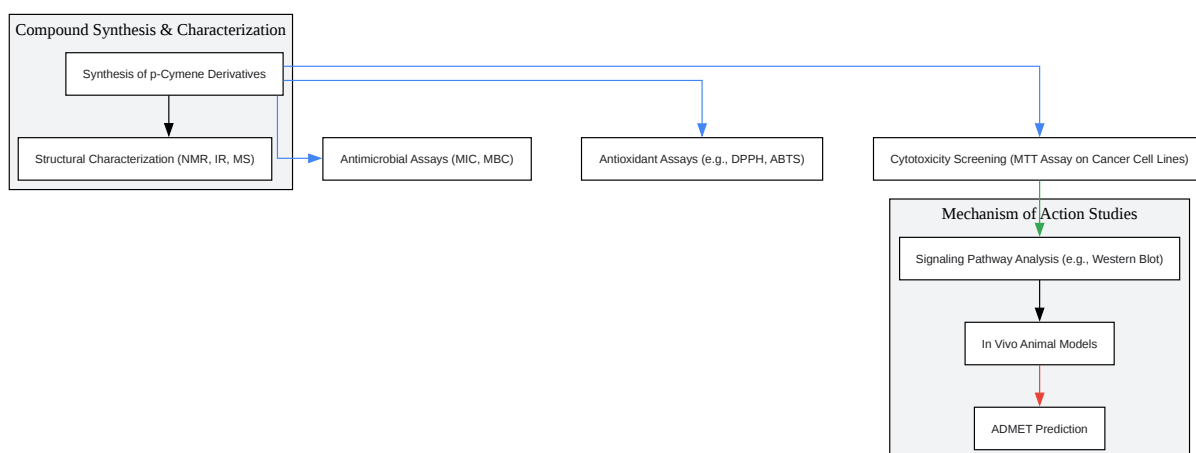 Compound Synthesis & Characterization
Synthesis of p-Cymene Derivatives
Structural Characterization (NMR, IR, MS)
Antimicrobial Assays (MIC, MBC)
Antioxidant Assays (e.g., DPPH, ABTS)
Cytotoxicity Screening (MTT Assay on Cancer Cell Lines)
Mechanism of Action Studies
Signaling Pathway Analysis (e.g., Western Blot)
In Vivo Animal Models
ADMET Prediction